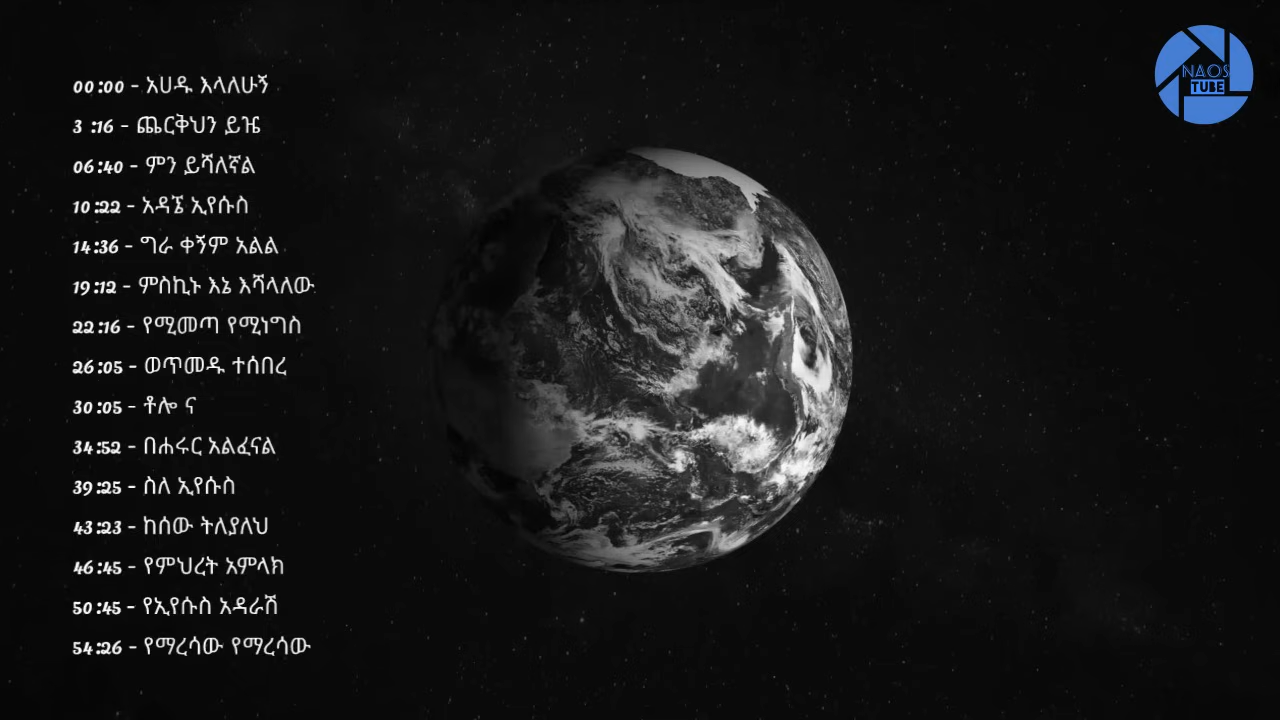 00:00 - አሀዱ እላለሁኝ
3 :16 - ጨርቅህን ይዤ
06:40 - ምን ይሻለኛል
10:22 - አዳኜ ኢየሱስ
14:36 - ግራ ቀኝም አልል
19:12 - ምስኪኑ እኔ እሻላለው
22:16 - የሚመጣ የሚነግስ
26:05 - ወጥመዱ ተሰበረ
30:05 - ቶሎ ና
34:52 - በሐሩር አልፈናል
39:25 - ስለ ኢየሱስ
43:23 - ከሰው ትለያለህ
46:45 - የምህረት አምላክ
50:45 - የኢየሱስ አዳራሽ
54:26 - የማረሳው የማረሳው
NAOS
TUBE